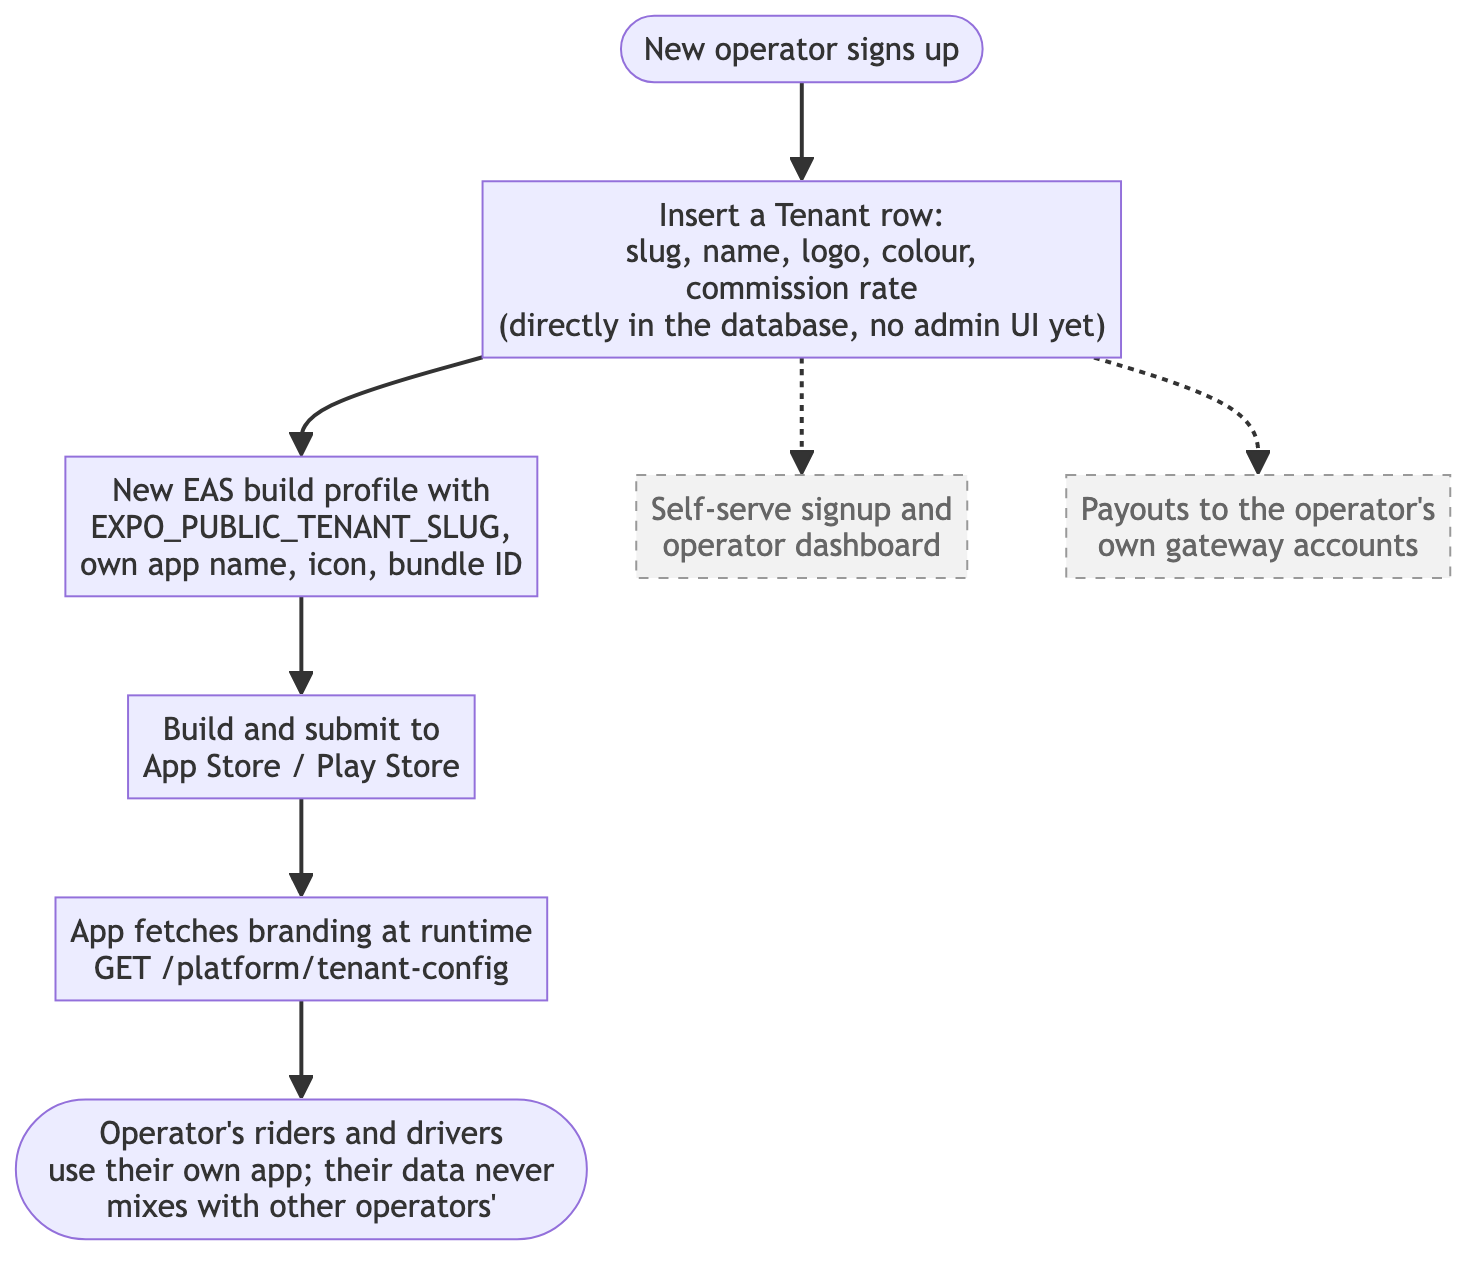 New operator signs up
Insert a Tenant row:
slug, name, logo, colour,
commission rate
(directly in the database, no admin UI yet)
New EAS build profile with
EXPO_PUBLIC_TENANT_SLUG,
own app name, icon, bundle ID
Self-serve signup and
operator dashboard
Payouts to the operator's
own gateway accounts
Build and submit to
App Store / Play Store
App fetches branding at runtime
GET /platform/tenant-config
Operator's riders and drivers
use their own app; their data never
mixes with other operators'